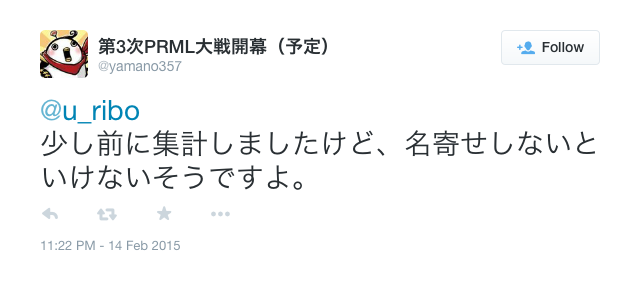 第3次PRML大戦開幕（予定）
@yamano357
Follow
@u_ribo
少し前に集計しましたけど、名寄せしないと
いけないそうですよ。
11:22 PM - 14 Feb 2015